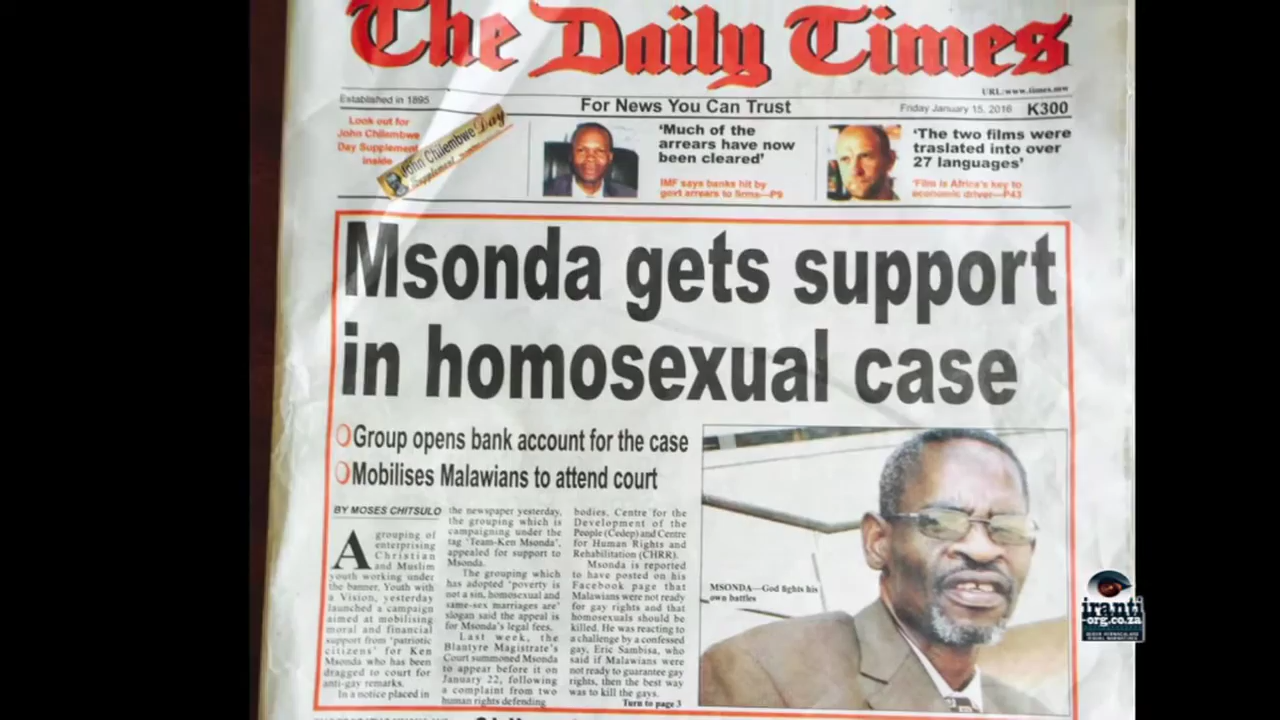 The Daily Times
URL:www.times.mw
Established in 1895
For News You Can Trust
Friday January 15, 2016 K300
Look out for
John Chilembwe
Day Supplement
inside
John Chilembwe Day
Supplement
'Much of the
arrears have now
been cleared'
IMF says banks hit by
govt arrears to firms—P9
'The two films were
traslated into over
27 languages'
'Film is Africa's key to
economic driver—P43
Msonda gets support
in homosexual case
Group opens bank account for the case
Mobilises Malawians to attend court
BY MOSES CHITSULO
A grouping of
enterprising
Christian
and Muslim
youth working under
the banner, Youth with
a Vision, yesterday
launched a campaign
aimed at mobilising
moral and financial
support from 'patriotic
citizens' for Ken
Msonda who has been
dragged to court for
anti-gay remarks.
In a notice placed in
the newspaper yesterday,
the grouping which is
campaigning under the
tag 'Team-Ken Msonda',
appealed for support to
Msonda.
The grouping which
has adopted 'poverty is
not a sin, homosexual and
same-sex marriages are'
slogan said the appeal is
for Msonda's legal fees.
Last week, the
Blantyre Magistrate's
Court summoned Msonda
to appear before it on
January 22, following
a complaint from two
human rights defending
bodies, Centre for the
Development of the
People (Cedep) and Centre
for Human Rights and
Rehabilitation (CHRR).
Msonda is reported
to have posted on his
Facebook page that
Malawians were not ready
for gay rights and that
homosexuals should be
killed. He was reacting to
a challenge by a confessed
gay, Eric Sambisa, who
said if Malawians were
not ready to guarantee gay
rights, then the best way
was to kill the gays.
Turn to page 3
MSONDA—God fights his
own battles
iranti
-org.co.za